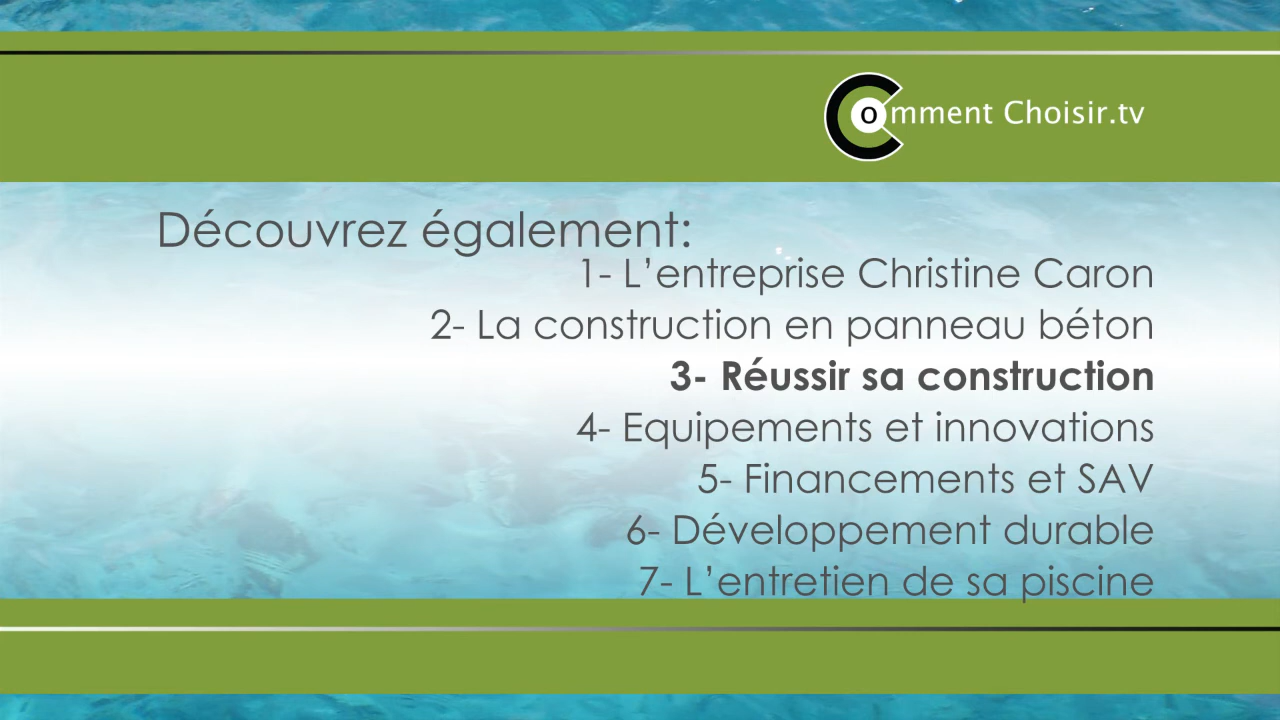 Comment Choisir.tv
Découvrez également:
1- L’entreprise Christine Caron
2- La construction en panneau béton
3- Réussir sa construction
4- Equipements et innovations
5- Financements et SAV
6- Développement durable
7- L’entretien de sa piscine